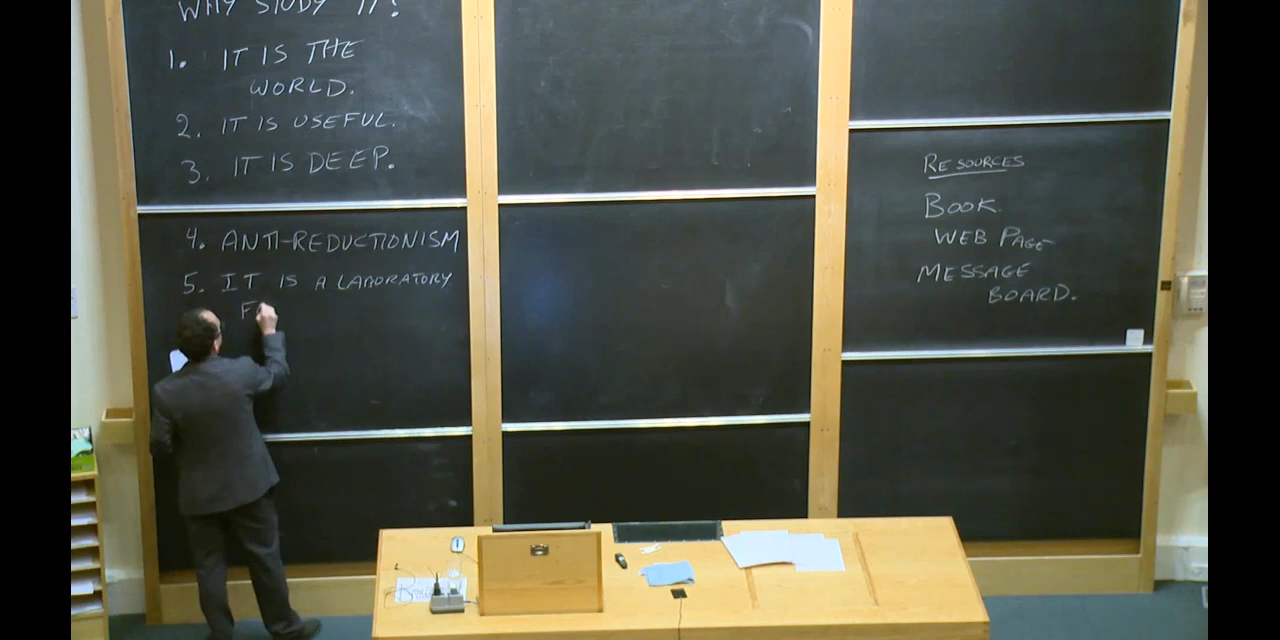 WHY STUDY IT?
1. IT IS THE
WORLD.
2. IT IS USEFUL.
3. IT IS DEEP.
4. ANTI-REDUCTIONISM
5. IT IS A LABORATORY
F
RESOURCES
BOOK
WEB PAGE
MESSAGE
BOARD.